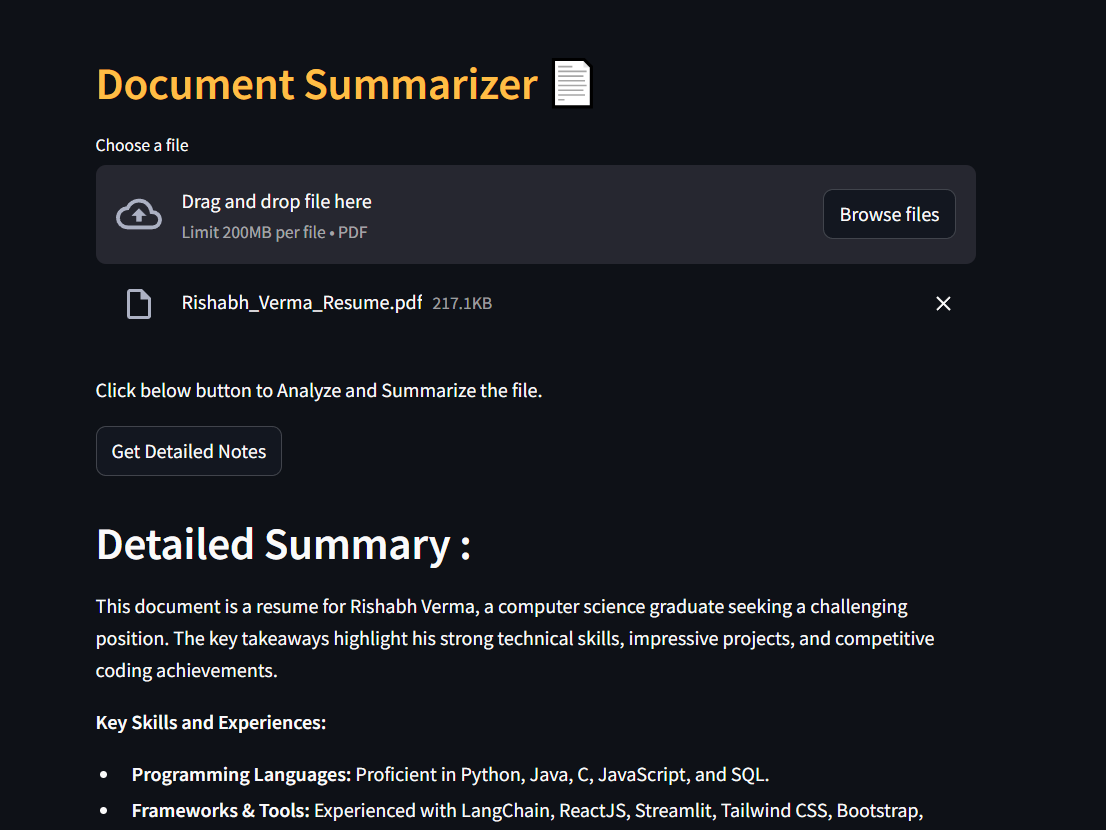 Document Summarizer
Choose a file
Drag and drop file here
Limit 200MB per file • PDF
Browse files
Rishabh_Verma_Resume.pdf 217.1KB
Click below button to Analyze and Summarize the file.
Get Detailed Notes
Detailed Summary :
This document is a resume for Rishabh Verma, a computer science graduate seeking a challenging
position. The key takeaways highlight his strong technical skills, impressive projects, and competitive
coding achievements.
Key Skills and Experiences:
• Programming Languages: Proficient in Python, Java, C, JavaScript, and SQL.
• Frameworks & Tools: Experienced with LangChain, ReactJS, Streamlit, Tailwind CSS, Bootstrap,